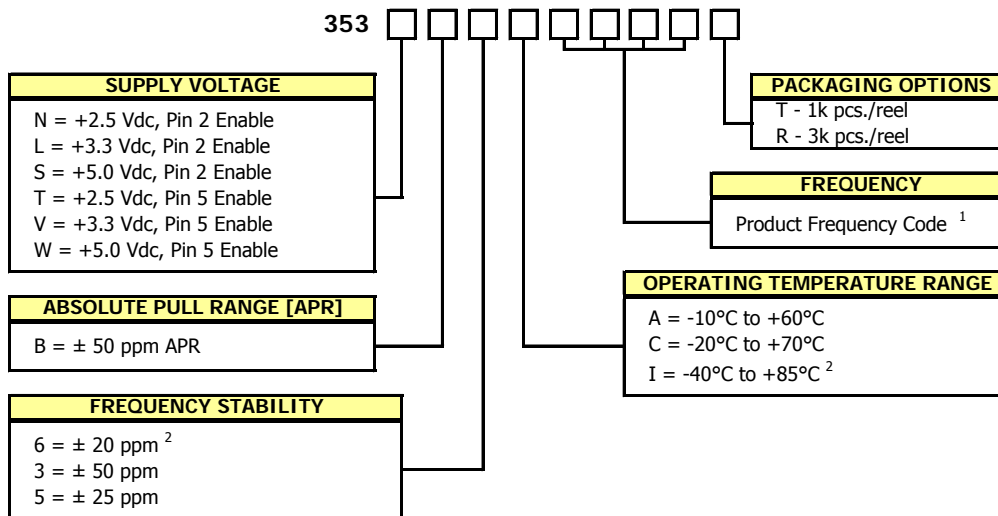 353
SUPPLY VOLTAGE
N = +2.5 Vdc, Pin 2 Enable
L = +3.3 Vdc, Pin 2 Enable
S = +5.0 Vdc, Pin 2 Enable
T = +2.5 Vdc, Pin 5 Enable
V = +3.3 Vdc, Pin 5 Enable
W = +5.0 Vdc, Pin 5 Enable
ABSOLUTE PULL RANGE [APR]
B = ± 50 ppm APR
FREQUENCY STABILITY
6 = ± 20 ppm 2
3 = ± 50 ppm
5 = ± 25 ppm
PACKAGING OPTIONS
T - 1k pcs./reel
R - 3k pcs./reel
FREQUENCY
Product Frequency Code 1
OPERATING TEMPERATURE RANGE
A = -10°C to +60°C
C = -20°C to +70°C
I = -40°C to +85°C 2